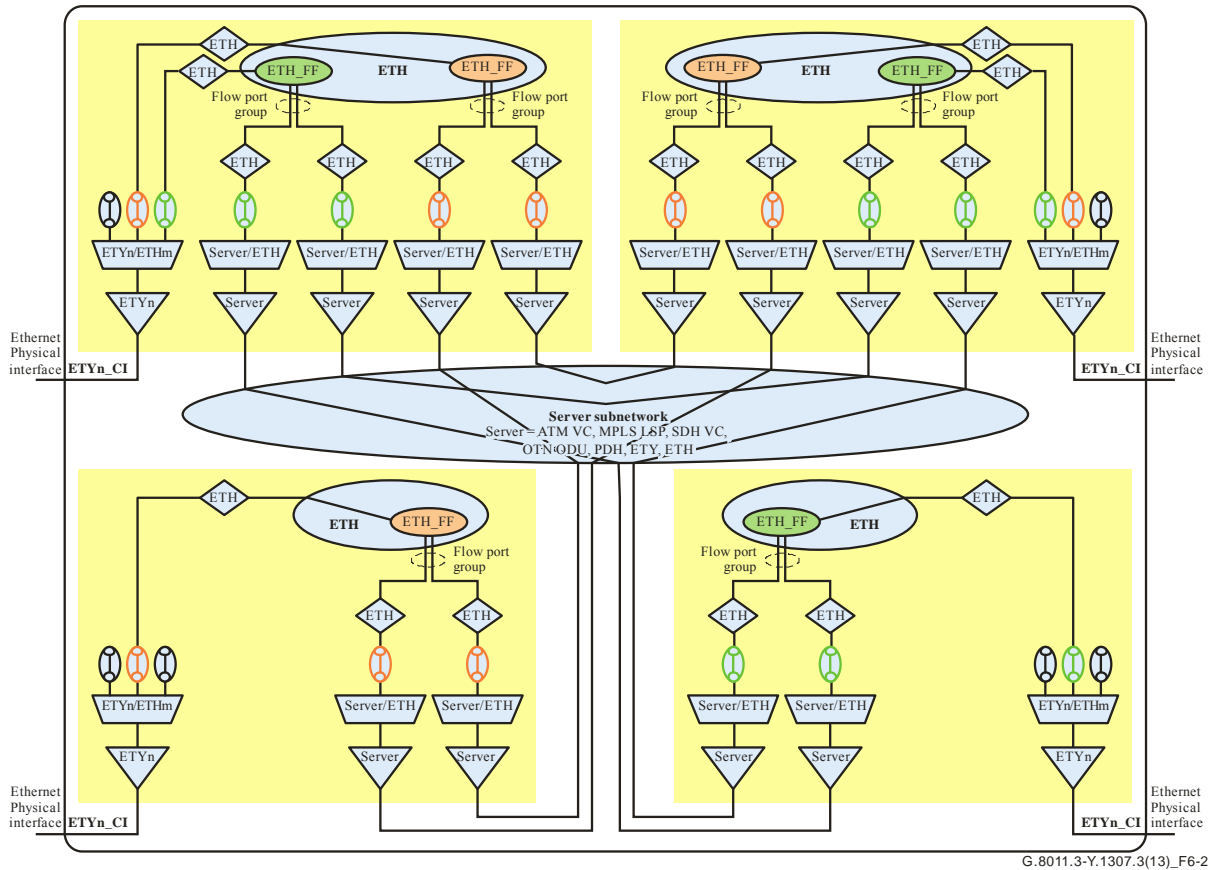 ETH
ETH
ETH_FF
ETH
ETH_FF
Flow port
group
Flow port
group
ETH
ETH
ETH
ETH
ETYn/ETHm
Server/ETH
Server/ETH
Server/ETH
Server/ETH
ETYn
Server
Server
Server
Server
Ethernet
Physical
interface
ETYn_CI
ETH
ETH
ETH_FF
ETH
ETH_FF
Flow port
group
Flow port
group
ETH
ETH
ETH
ETH
Server/ETH
Server/ETH
Server/ETH
Server/ETH
ETYn/ETHm
Server
Server
Server
Server
ETYn
Ethernet
Physical
interface
ETYn_CI
Server subnetwork
Server = ATM VC, MPLS LSP, SDH VC,
OTN ODU, PDH, ETY, ETH
ETH
ETH
ETH_FF
Flow port
group
ETH
ETH
ETYn/ETHm
Server/ETH
Server/ETH
ETYn
Server
Server
Ethernet
Physical
interface
ETYn_CI
ETH
ETH_FF
ETH
Flow port
group
ETH
ETH
Server/ETH
Server/ETH
ETYn/ETHm
Server
Server
ETYn
Ethernet
Physical
interface
ETYn_CI
G.8011.3-Y.1307.3(13)_F6-2